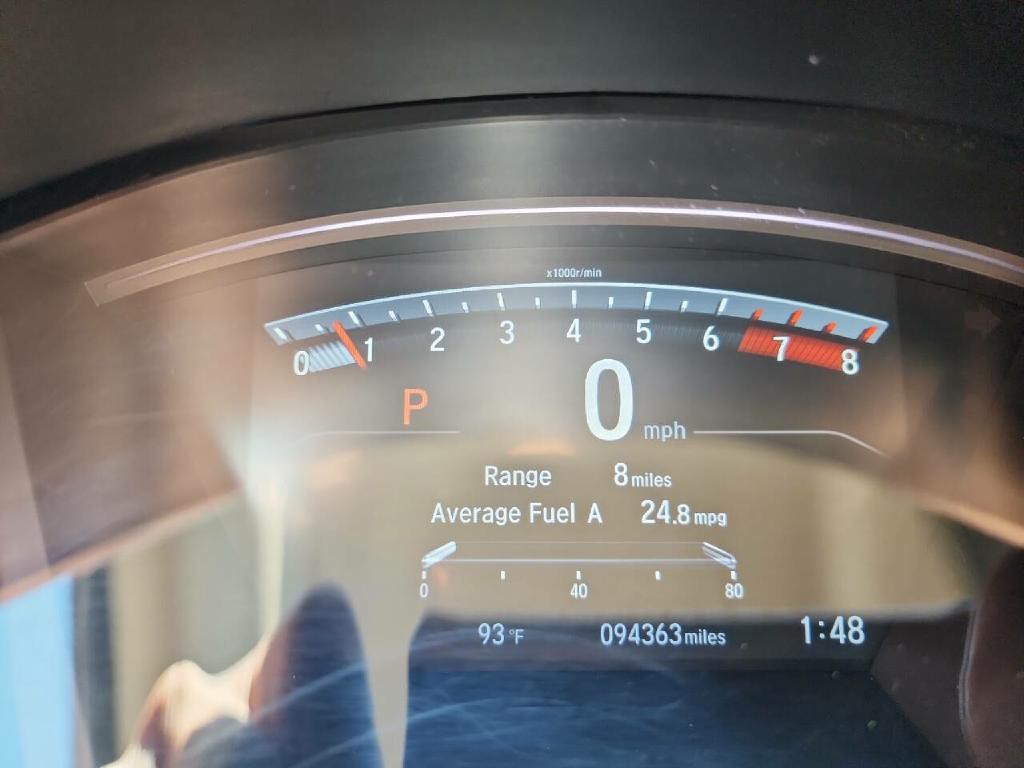 x1000r/min
0 1 2 3 4 5 6 7 8
P 0 mph
Range 8 miles
Average Fuel A 24.8 mpg
0 40 80
93 °F 094363 miles 1:48